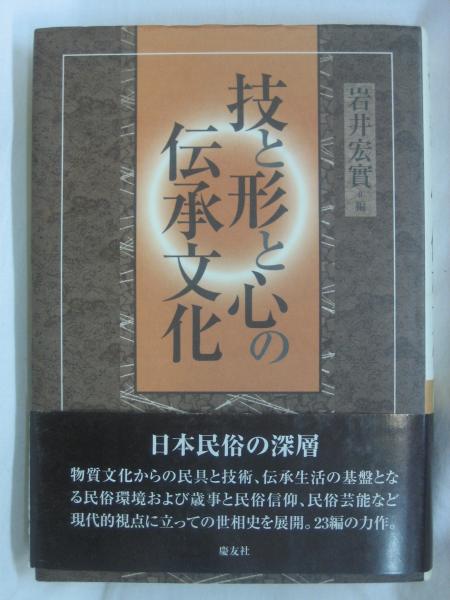 技と形と心の
伝承文化
岩井宏實 編
日本民俗の深層
物質文化からの民具と技術、伝承生活の基盤とな
る民俗環境および歳事と民俗信仰、民俗芸能など
現代的視点に立っての世相史を展開。23編の力作。
慶友社